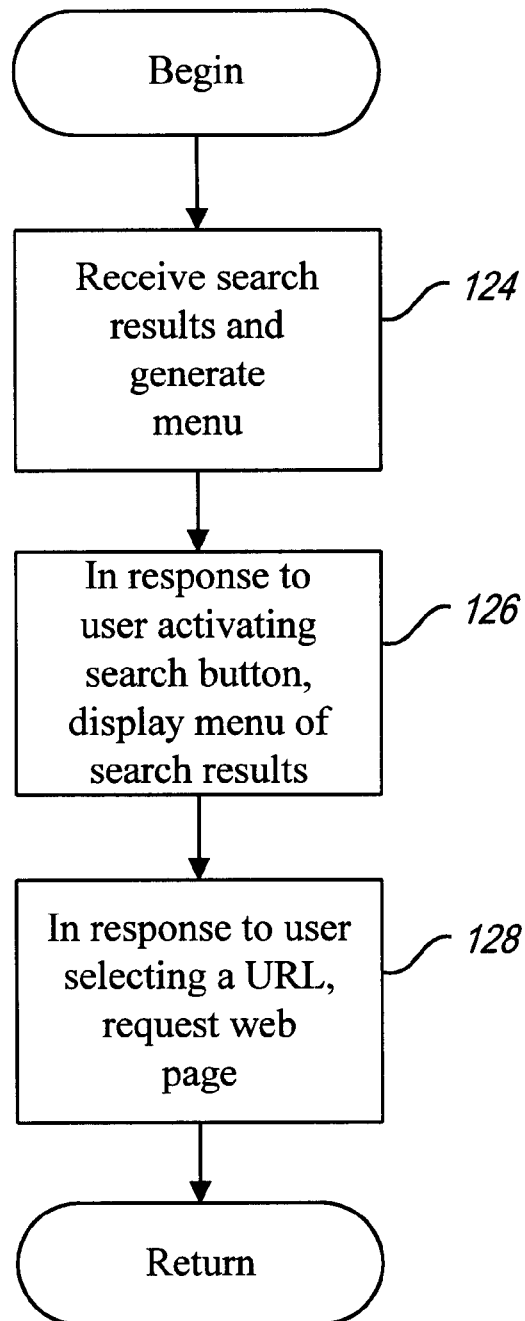 Begin
Receive search
results and
generate
menu
124
In response to
user activating
search button,
display menu of
search results
126
In response to user
selecting a URL,
request web
page
128
Return